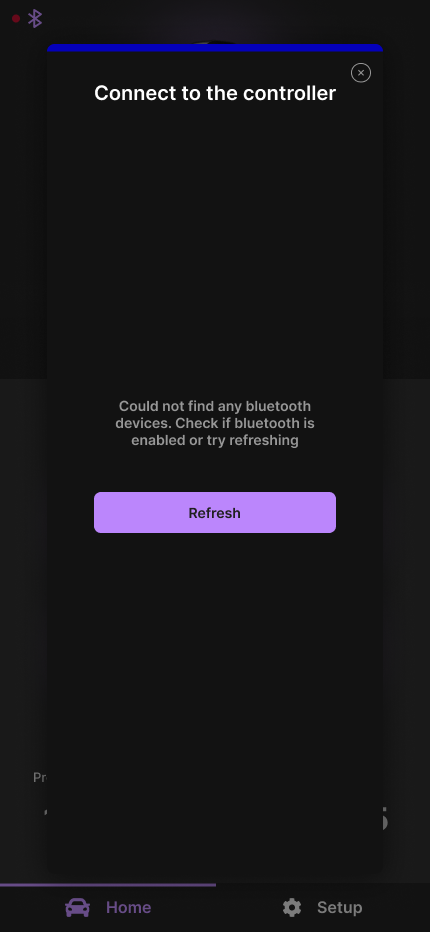 Connect to the controller
Could not find any bluetooth
devices. Check if bluetooth is
enabled or try refreshing
Refresh
Home
Setup